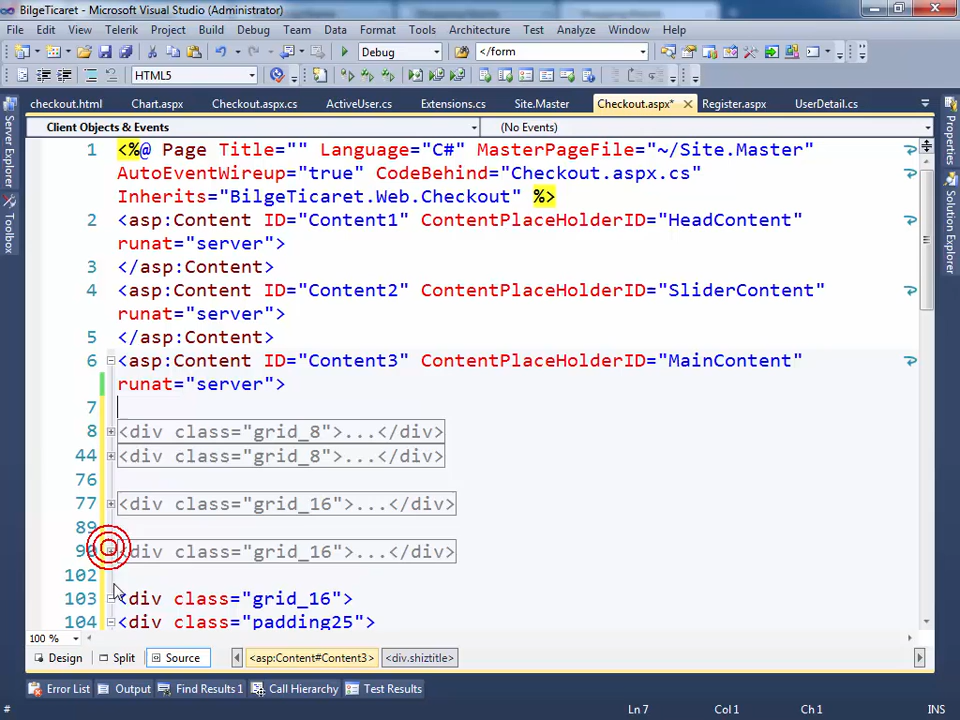 BilgeTicaret - Microsoft Visual Studio (Administrator)
File Edit View Telerik Project Build Debug Team Data Format Tools Architecture Test Analyze Window Help
Debug </form
HTML5
checkout.html Chart.aspx Checkout.aspx.cs ActiveUser.cs Extensions.cs Site.Master Checkout.aspx* Register.aspx UserDetail.cs
Client Objects & Events (No Events)
Server Explorer
Toolbox
Properties
Solution Explorer
1 <%@ Page Title="" Language="C#" MasterPageFile="~/Site.Master"
AutoEventWireup="true" CodeBehind="Checkout.aspx.cs"
Inherits="BilgeTicaret.Web.Checkout" %>
2 <asp:Content ID="Content1" ContentPlaceHolderID="HeadContent"
runat="server">
3 </asp:Content>
4 <asp:Content ID="Content2" ContentPlaceHolderID="SliderContent"
runat="server">
5 </asp:Content>
6 <asp:Content ID="Content3" ContentPlaceHolderID="MainContent"
runat="server">
7
8 <div class="grid_8">...</div>
44 <div class="grid_8">...</div>
76
77 <div class="grid_16">...</div>
89
90 <div class="grid_16">...</div>
102
103 <div class="grid_16">
104 <div class="padding25">
100 %
Design Split Source <asp:Content#Content3> <div.shiztitle>
Error List Output Find Results 1 Call Hierarchy Test Results
# Ln 7 Col 1 Ch 1 INS